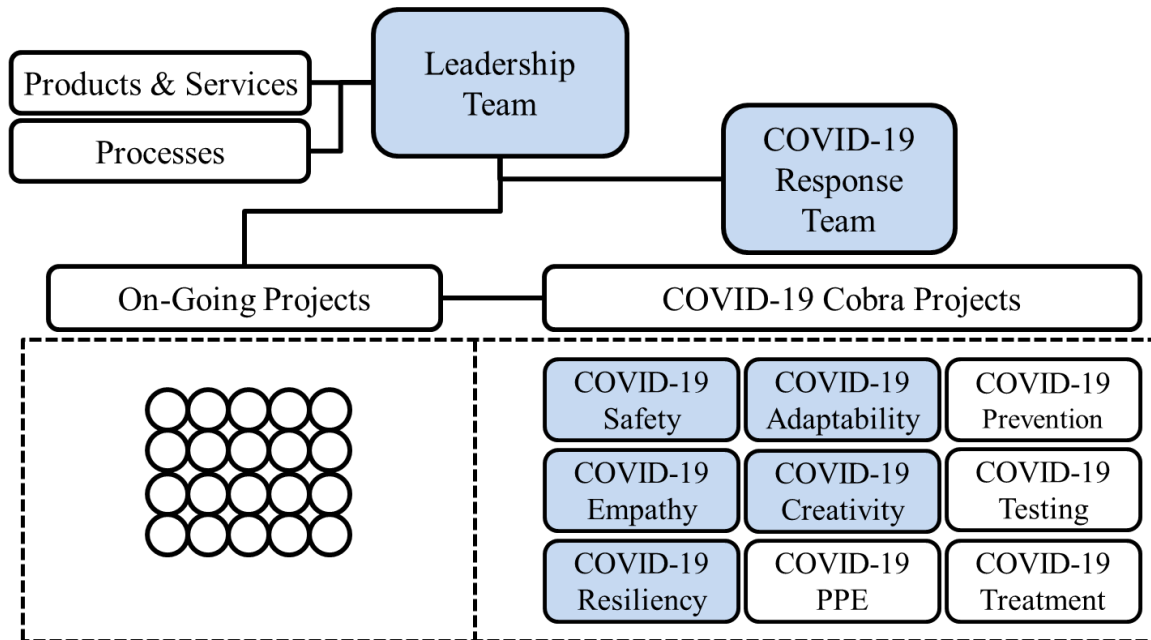 Leadership
Team
Products & Services
Processes
COVID-19
Response
Team
On-Going Projects
COVID-19 Cobra Projects
COVID-19
Safety
COVID-19
Adaptability
COVID-19
Prevention
COVID-19
Empathy
COVID-19
Creativity
COVID-19
Testing
COVID-19
Resiliency
COVID-19
PPE
COVID-19
Treatment